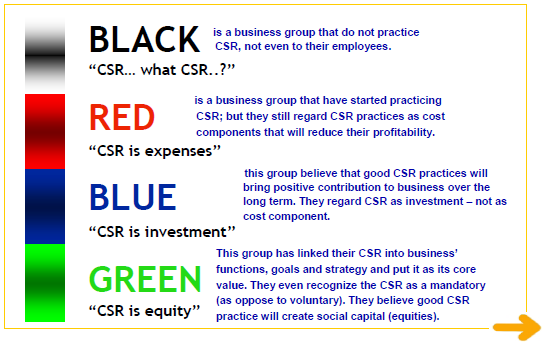 BLACK
is a business group that do not practice
CSR, not even to their employees.
“CSR... what CSR..?”
RED
is a business group that have started practicing
CSR; but they still regard CSR practices as cost
components that will reduce their profitability.
“CSR is expenses”
BLUE
this group believe that good CSR practices will
bring positive contribution to business over the
long term. They regard CSR as investment – not as
cost component.
“CSR is investment”
GREEN
This group has linked their CSR into business’
functions, goals and strategy and put it as its core
value. They even recognize the CSR as a mandatory
(as oppose to voluntary). They believe good CSR
practice will create social capital (equities).
“CSR is equity”